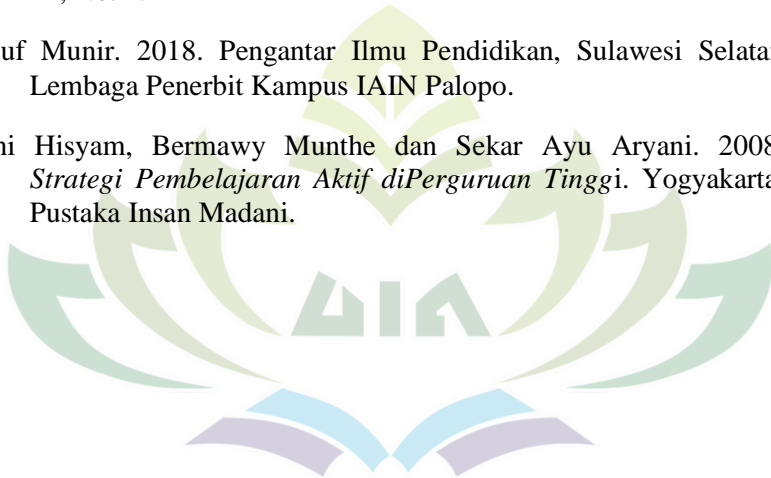 uf Munir. 2018. Pengantar Ilmu Pendidikan, Sulawesi Selatan
Lembaga Penerbit Kampus IAIN Palopo.
ni Hisyam, Bermawy Munthe dan Sekar Ayu Aryani. 2008
Strategi Pembelajaran Aktif diPerguruan Tinggi. Yogyakarta
Pustaka Insan Madani.
UIN